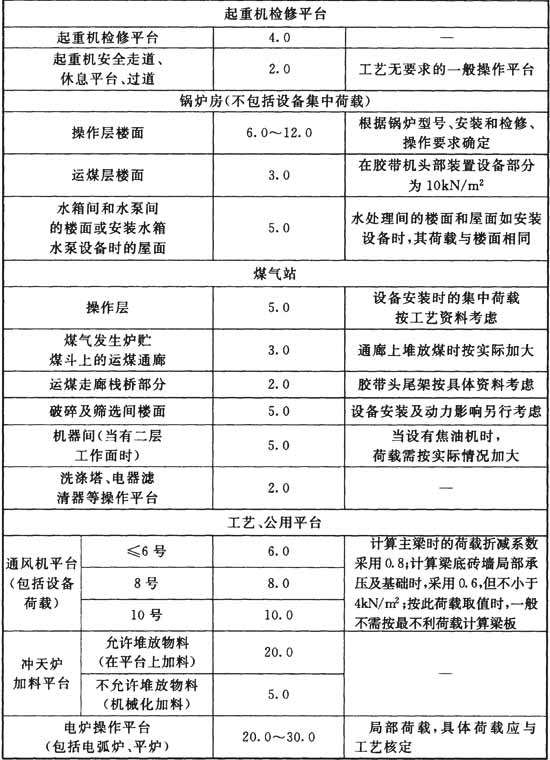 起重机检修平台
起重机检修平台 4.0 —
起重机安全走道、
休息平台、过道
2.0
工艺无要求的一般操作平台
锅炉房(不包括设备集中荷载)
操作层楼面
6.0～12.0
根据锅炉型号、安装和检修、
操作要求确定
运煤层楼面
3.0
在胶带机头部装置设备部分
为10kN/m²
水箱间和水泵间
的楼面或安装水箱
水泵设备时的屋面
5.0
水处理间的楼面和屋面如安装
设备时,其荷载与楼面相同
煤气站
操作层
5.0
设备安装时的集中荷载
按工艺资料考虑
煤气发生炉贮
煤斗上的运煤通廊
3.0
通廊上堆放煤时按实际加大
运煤走廊栈桥部分 2.0 胶带头尾架按具体资料考虑
破碎及筛选间楼面 5.0 设备安装及动力影响另行考虑
机器间(当有二层
工作面时)
5.0
当设有焦油机时,
荷载需按实际情况加大
洗涤塔、电器滤
清器等操作平台
2.0
—
工艺、公用平台
通风机平台
(包括设备
荷载)
≤6号 6.0
8号 8.0
10号 10.0
计算主梁时的荷载折减系数
采用0.8;计算梁底砖墙局部承
压及基础时,采用0.6,但不小于
4kN/m²;按此荷载取值时,一般
不需按最不利荷载计算梁板
冲天炉
加料平台
允许堆放物料
(在平台上加料)
20.0
不允许堆放物料
(机械化加料)
5.0
—
电炉操作平台
(包括电弧炉、平炉)
20.0～30.0
局部荷载,具体荷载应与
工艺核定